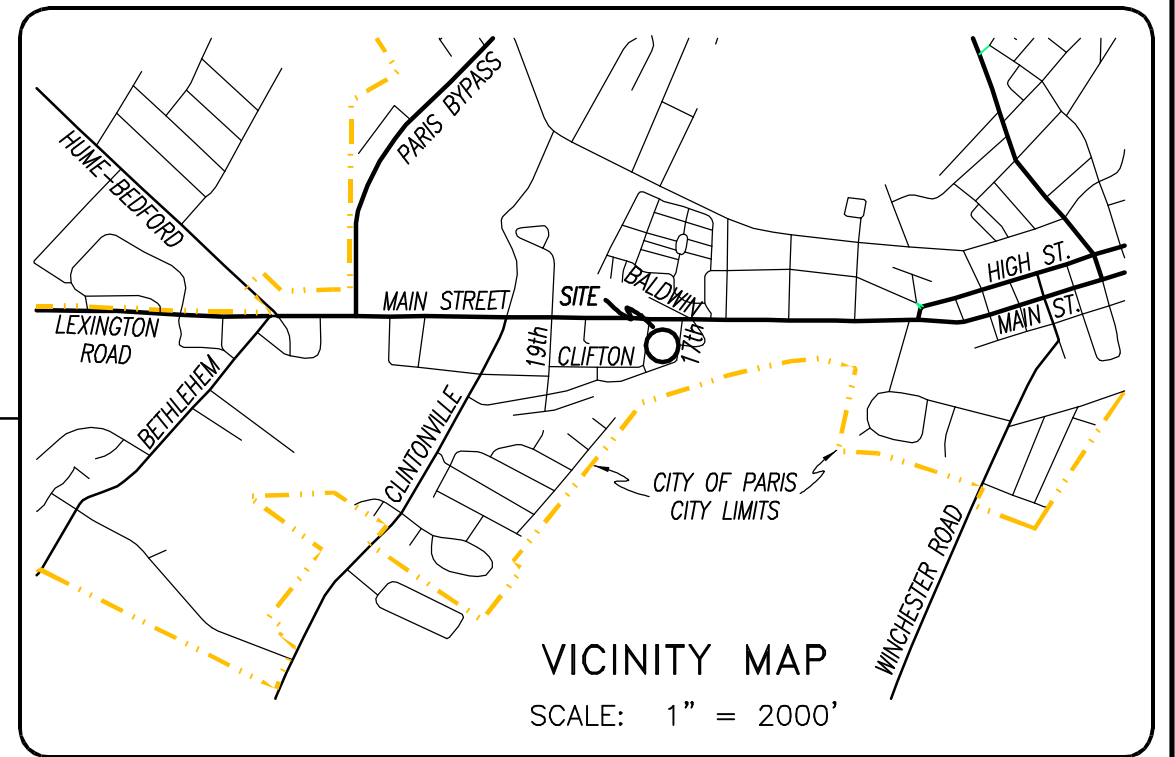 HUME-BEDFORD
PARIS BYPASS
LEXINGTON
ROAD
MAIN STREET
SITE
BALDWIN
HIGH ST.
MAIN ST.
19th
CLIFTON
17th
BETHLEHEM
CLINTONVILLE
CITY OF PARIS
CITY LIMITS
WINCHESTER ROAD
VICINITY MAP
SCALE: 1" = 2000'